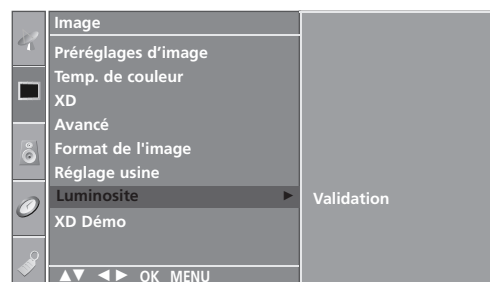 Image
Préréglages d’image
Temp. de couleur
XD
Avancé
Format de l'image
Réglage usine
Luminosite ► Validation
XD Démo
▲▼ ◄► OK MENU